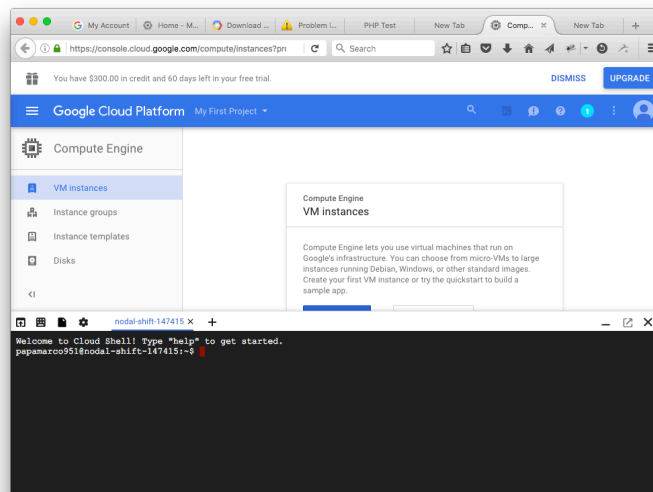 My Account
Home - M...
Download ...
Problem l...
PHP Test
New Tab
Comp...
New Tab
https://console.cloud.google.com/compute/instances?pr
Search
You have $300.00 in credit and 60 days left in your free trial.
DISMISS
UPGRADE
Google Cloud Platform
My First Project
1
Compute Engine
VM instances
Instance groups
Instance templates
Disks
Compute Engine
VM instances
Compute Engine lets you use virtual machines that run on
Google's infrastructure. You can choose from micro-VMs to large
instances running Debian, Windows, or other standard images.
Create your first VM instance or try the quickstart to build a
sample app.
nodal-shift-147415
Welcome to Cloud Shell! Type "help" to get started.
papamarco951@nodal-shift-147415:~$